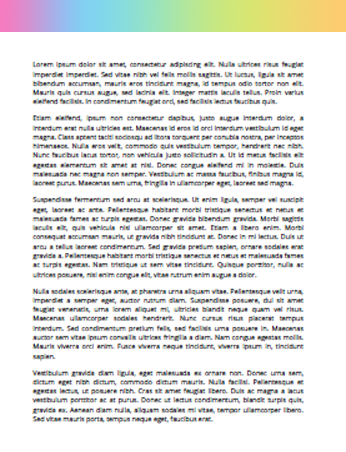 Lorem ipsum dolor sit amet, consectetur adipiscing elit. Nulla ultrices risus feugiat
imperdiet imperdiet. Sed vitae nibh vel felis mollis sagittis. Ut luctus, ligula sit amet
bibendum accumsan, mauris eros tincidunt magna, id tempus odio tortor non elit.
Mauris quis cursus augue, sed lacinia elit. Integer mattis iaculis tellus. Proin varius
eleifend facilisis. In condimentum feugiat orci, sed facilisis lectus faucibus quis.
Etiam eleifend, ipsum non consectetur dapibus, justo augue interdum dolor, a
interdum erat nulla ultricies est. Maecenas id eros id orci interdum vestibulum id eget
magna. Class aptent taciti sociosqu ad litora torquent per conubia nostra, per inceptos
himenaeos. Nulla eros velit, commodo quis vestibulum tempor, hendrerit nec nibh.
Nunc faucibus lacus tortor, non vehicula justo sollicitudin a. Ut id metus facilisis elit
egestas elementum sit amet at nisi. Donec congue eleifend mi in molestie. Duis
malesuada nec magna non semper. Vestibulum ac massa faucibus, finibus magna id,
laoreet purus. Maecenas sem urna, fringilla in ullamcorper eget, laoreet sed magna.
Suspendisse fermentum sed arcu at scelerisque. Ut enim ligula, semper vel suscipit
eget, laoreet ac ante. Pellentesque habitant morbi tristique senectus et netus et
malesuada fames ac turpis egestas. Donec gravida bibendum gravida. Morbi sagittis
iaculis elit, quis vehicula nisl ullamcorper sit amet. Etiam a libero enim. Morbi
consequat accumsan mauris, ut gravida nibh tincidunt at. Donec in mi lectus. Duis ut
arcu a tellus laoreet condimentum. Sed gravida pretium sapien, ornare sodales erat
gravida a. Pellentesque habitant morbi tristique senectus et netus et malesuada fames
ac turpis egestas. Nam tristique ut sem vitae tincidunt. Quisque porttitor, nulla ac
ultrices posuere, nisi enim congue elit, vitae rutrum enim augue a dolor.
Nulla sodales scelerisque ante, at pharetra urna aliquam vitae. Pellentesque velit urna,
imperdiet a semper eget, auctor rutrum diam. Suspendisse posuere, dui sit amet
feugiat venenatis, urna lorem aliquet mi, ultricies blandit neque quam vel risus.
Maecenas ullamcorper sodales hendrerit. Nunc cursus risus placerat tempus
interdum. Sed condimentum pretium felis, sed facilisis urna posuere in. Maecenas
auctor sem vitae ipsum convallis ultrices fringilla a diam. Nam congue egestas mollis.
Mauris viverra orci enim. Fusce viverra neque tincidunt, viverra ipsum in, tincidunt
sapien.
Vestibulum gravida diam ligula, eget malesuada ex ornare non. Donec urna sem,
dictum eget nibh dictum, commodo dictum mauris. Nulla facilisi. Pellentesque et
egestas lectus, ut posuere nibh. Cras sit amet feugiat libero. Duis ac magna a lacus
vestibulum porttitor ac at purus. Donec ut lectus condimentum, blandit turpis quis,
gravida ex. Aenean diam nulla, aliquam sodales mi vitae, tempor ullamcorper libero.
Sed vitae mauris porta, tempus neque eget, faucibus erat.